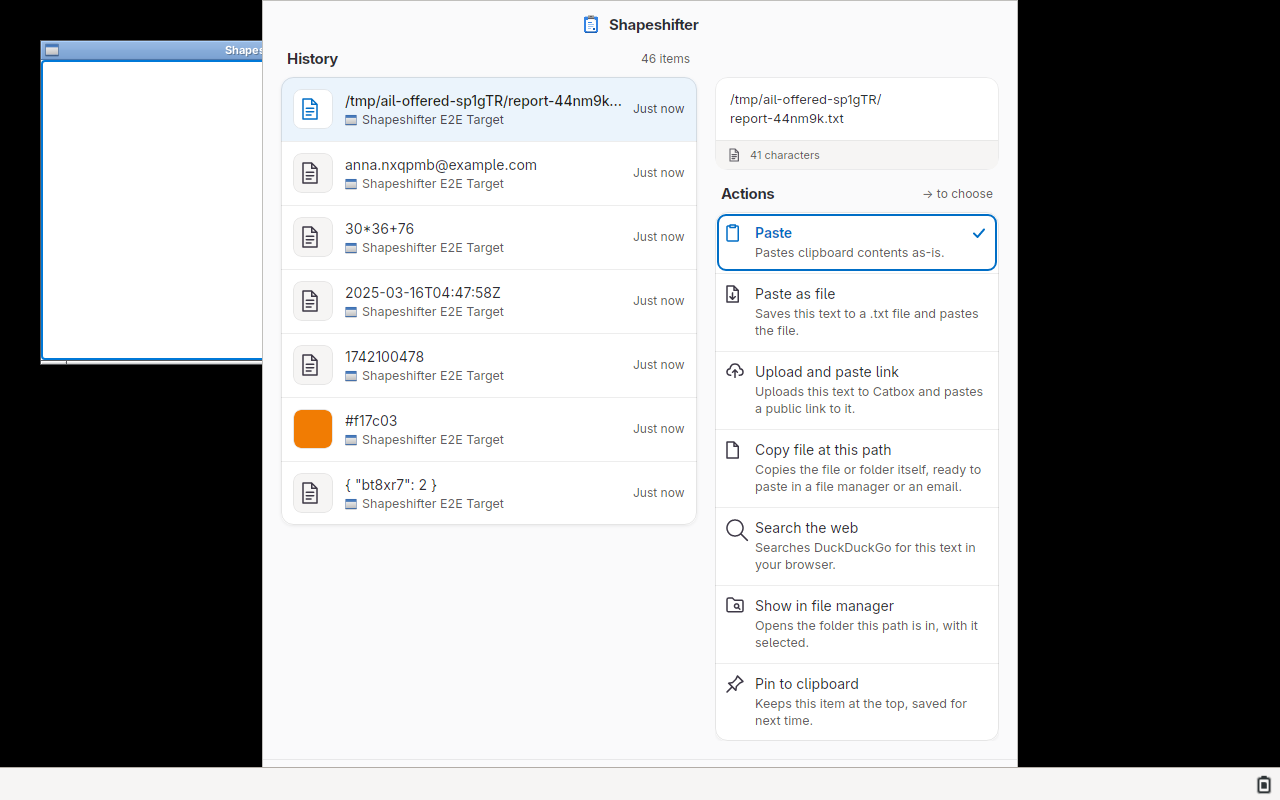 Shapeshifter
History
46 items
/tmp/ail-offered-sp1gTR/report-44nm9k...
Just now
Shapeshifter E2E Target
anna.nxqpmb@example.com
Just now
Shapeshifter E2E Target
30*36+76
Just now
Shapeshifter E2E Target
2025-03-16T04:47:58Z
Just now
Shapeshifter E2E Target
1742100478
Just now
Shapeshifter E2E Target
#f17c03
Just now
Shapeshifter E2E Target
{ "bt8xr7": 2 }
Just now
Shapeshifter E2E Target
/tmp/ail-offered-sp1gTR/
report-44nm9k.txt
41 characters
Actions
→ to choose
Paste
Pastes clipboard contents as-is.
Paste as file
Saves this text to a .txt file and pastes
the file.
Upload and paste link
Uploads this text to Catbox and pastes
a public link to it.
Copy file at this path
Copies the file or folder itself, ready to
paste in a file manager or an email.
Search the web
Searches DuckDuckGo for this text in
your browser.
Show in file manager
Opens the folder this path is in, with it
selected.
Pin to clipboard
Keeps this item at the top, saved for
next time.